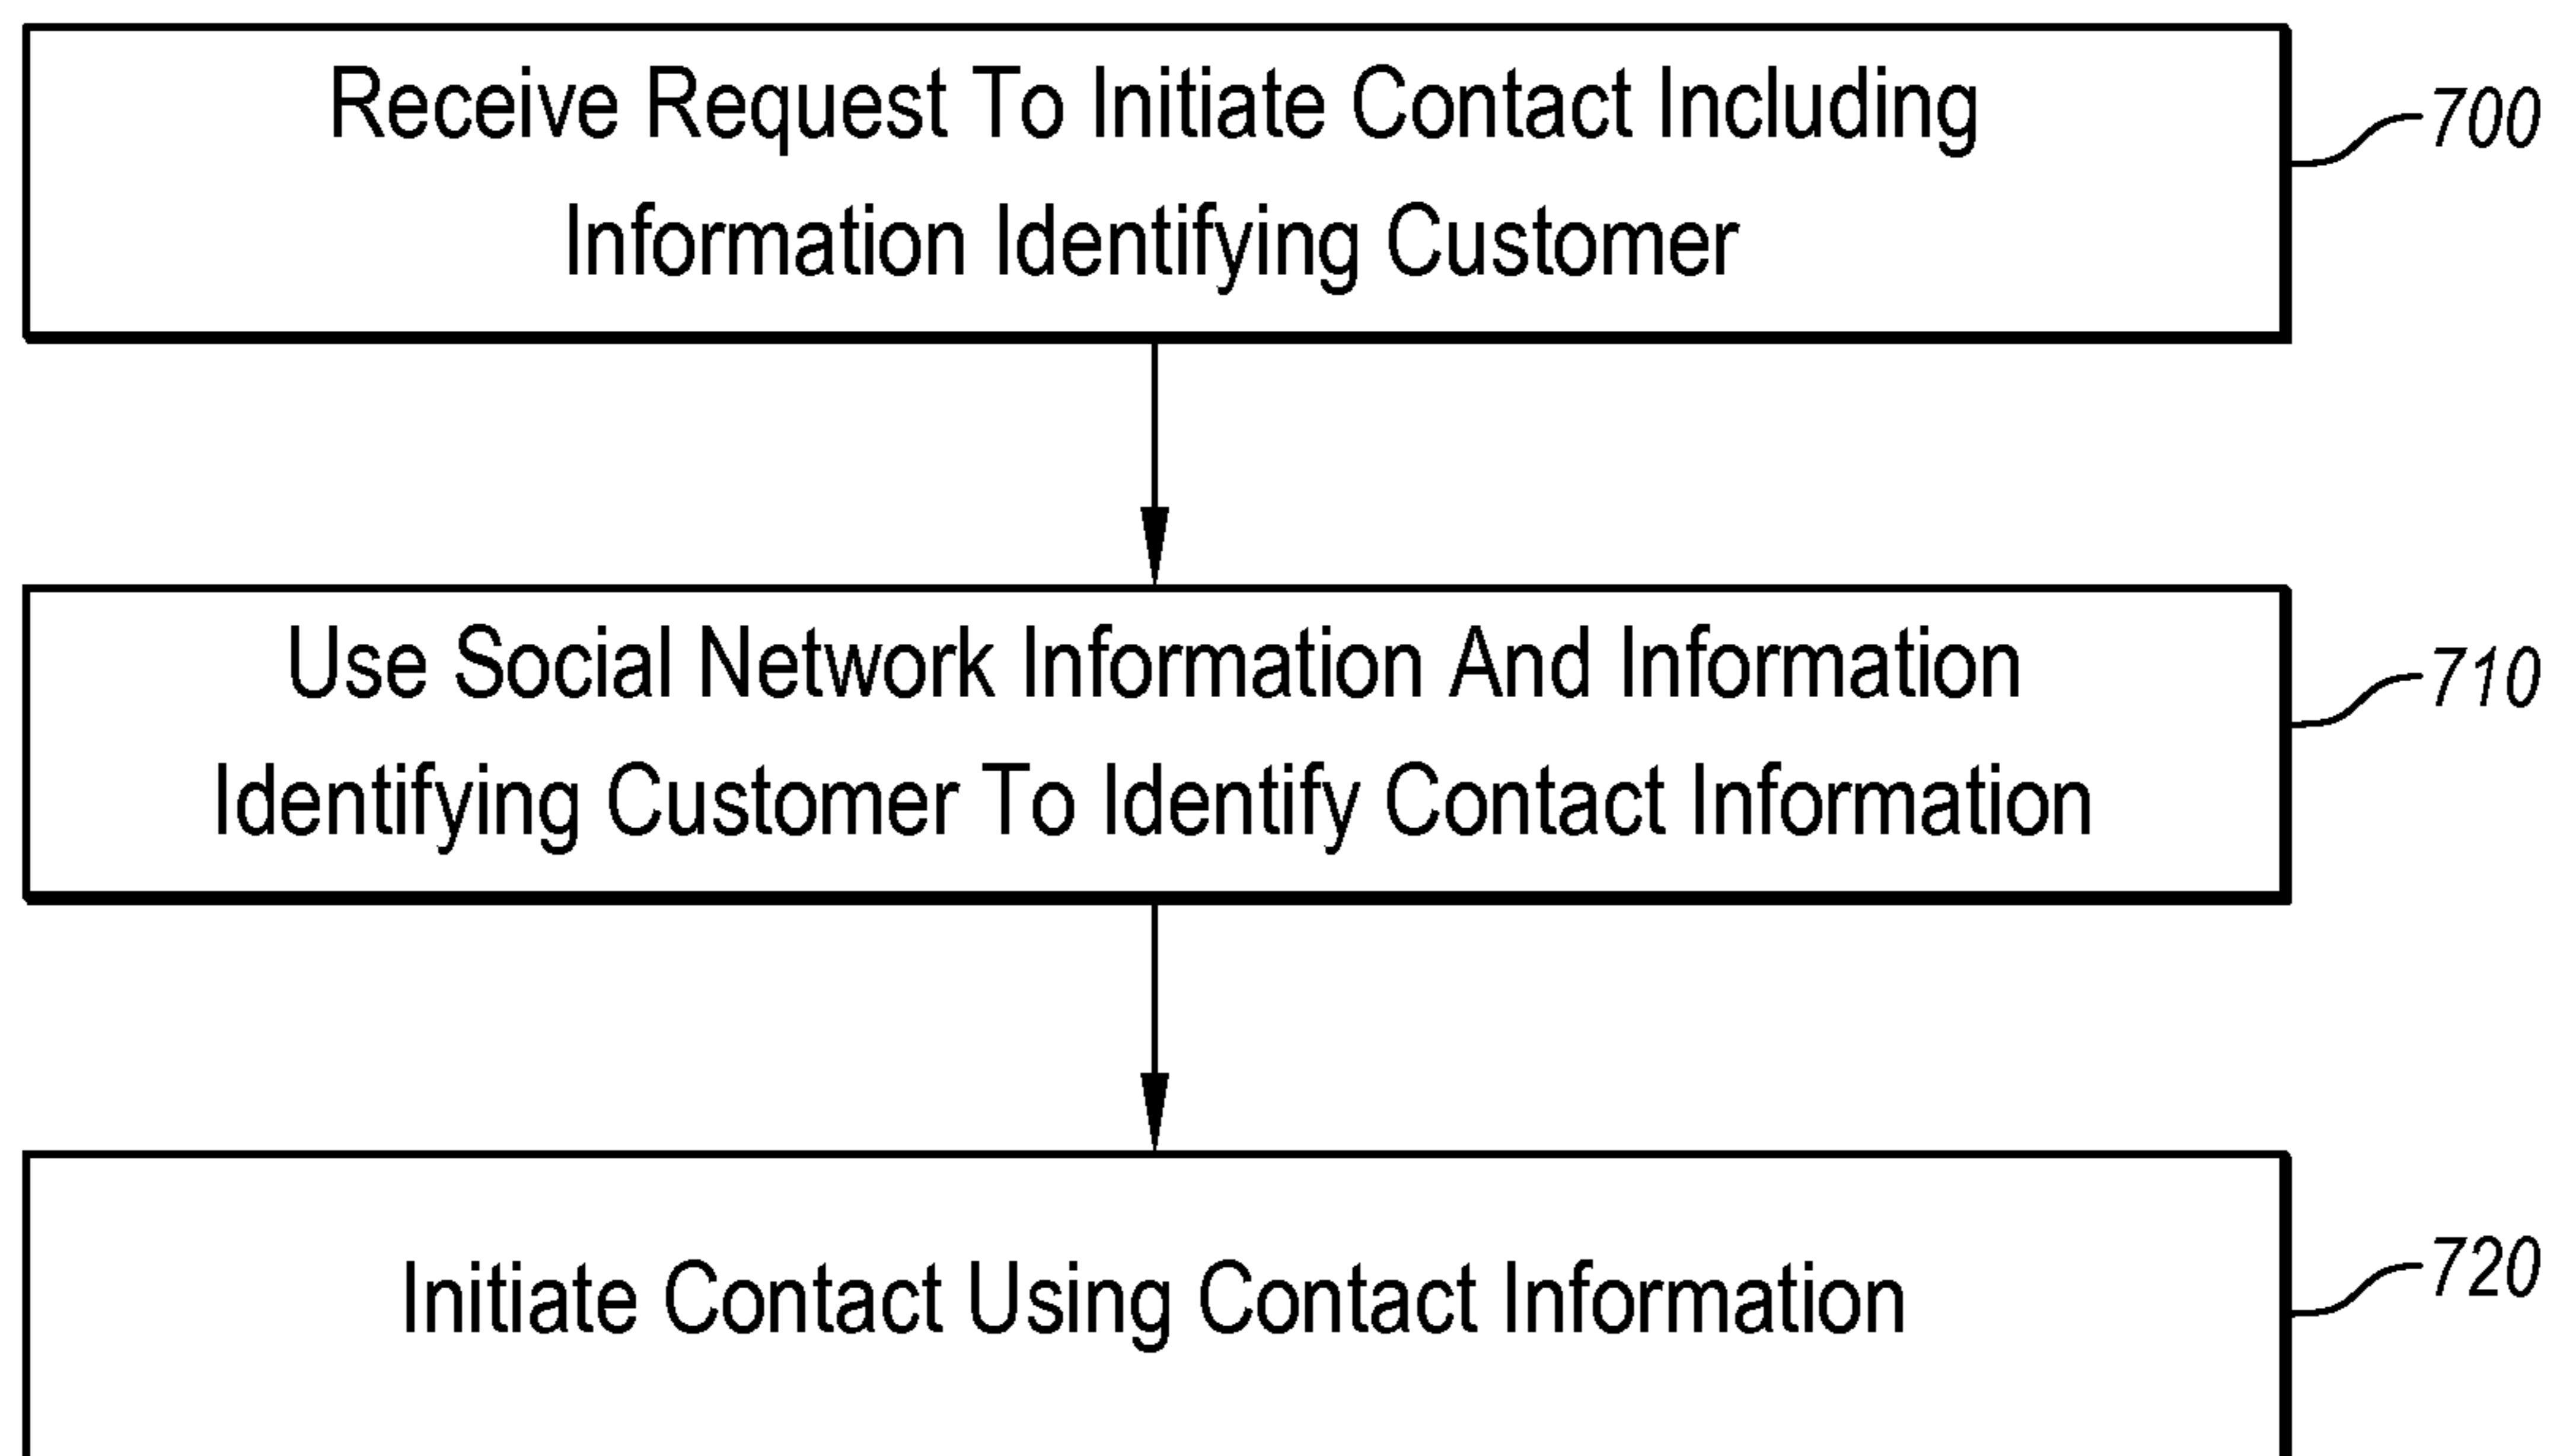 Receive Request To Initiate Contact Including
Information Identifying Customer
700
Use Social Network Information And Information
Identifying Customer To Identify Contact Information
710
Initiate Contact Using Contact Information
720